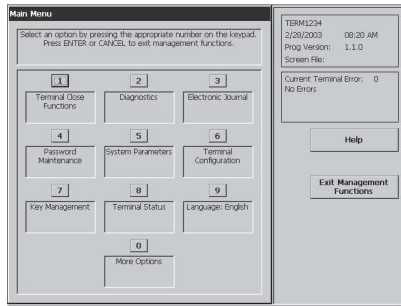 Main Menu
Select an option by pressing the appropriate number on the keypad.
Press ENTER or CANCEL to exit management functions.
1
Terminal Close
Functions
2
Diagnostics
3
Electronic Journal
4
Password
Maintenance
5
System Parameters
6
Terminal
Configuration
7
Key Management
8
Terminal Status
9
Language: English
0
More Options
TERM1234
2/28/2003 08:20 AM
Prog Version: 1.1.0
Screen File:
Current Terminal Error: 0
No Errors
Help
Exit Management
Functions